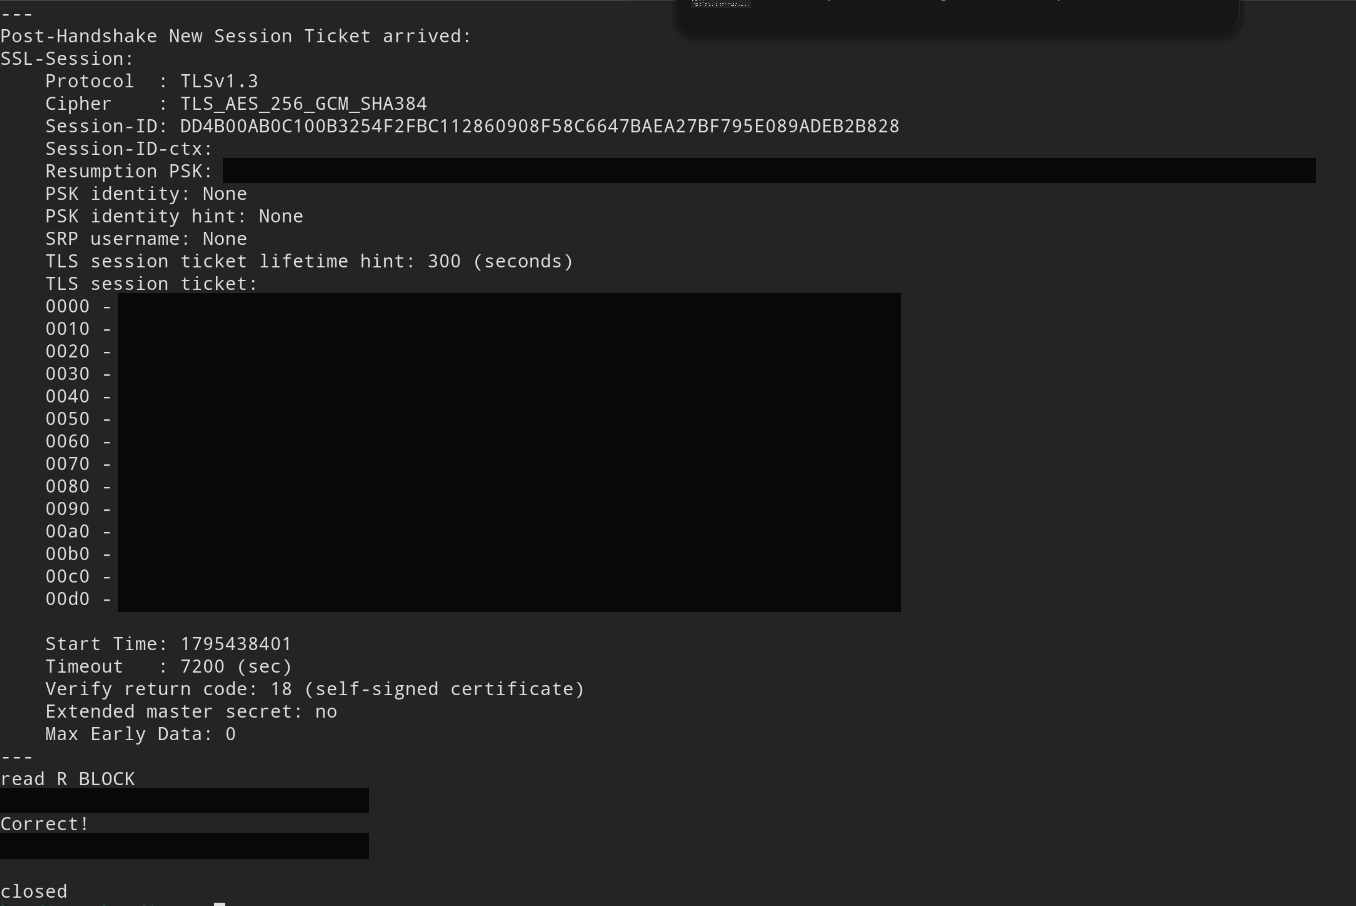 ---
Post-Handshake New Session Ticket arrived:
SSL-Session:
    Protocol  : TLSv1.3
    Cipher    : TLS_AES_256_GCM_SHA384
    Session-ID: DD4B00AB0C100B3254F2FBC112860908F58C6647BAEA27BF795E089ADEB2B828
    Session-ID-ctx:
    Resumption PSK:
    PSK identity: None
    PSK identity hint: None
    SRP username: None
    TLS session ticket lifetime hint: 300 (seconds)
    TLS session ticket:
    0000 -
    0010 -
    0020 -
    0030 -
    0040 -
    0050 -
    0060 -
    0070 -
    0080 -
    0090 -
    00a0 -
    00b0 -
    00c0 -
    00d0 -
    Start Time: 1795438401
    Timeout   : 7200 (sec)
    Verify return code: 18 (self-signed certificate)
    Extended master secret: no
    Max Early Data: 0
---
read R BLOCK
Correct!
closed